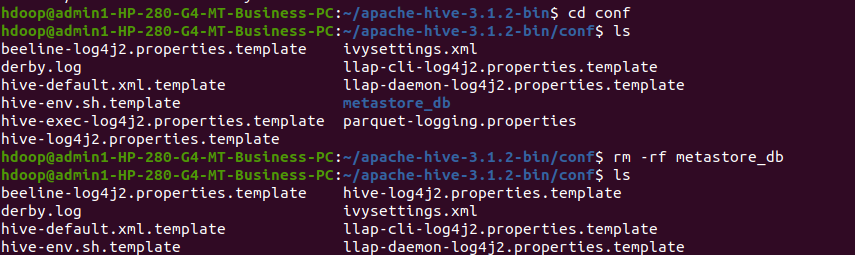 hdoop@admin1-HP-280-G4-MT-Business-PC:~/apache-hive-3.1.2-bin$ cd conf
hdoop@admin1-HP-280-G4-MT-Business-PC:~/apache-hive-3.1.2-bin/conf$ ls
beeline-log4j2.properties.template    ivysettings.xml
derby.log                             llap-cli-log4j2.properties.template
hive-default.xml.template             llap-daemon-log4j2.properties.template
hive-env.sh.template                  metastore_db
hive-exec-log4j2.properties.template  parquet-logging.properties
hive-log4j2.properties.template
hdoop@admin1-HP-280-G4-MT-Business-PC:~/apache-hive-3.1.2-bin/conf$ rm -rf metastore_db
hdoop@admin1-HP-280-G4-MT-Business-PC:~/apache-hive-3.1.2-bin/conf$ ls
beeline-log4j2.properties.template    hive-log4j2.properties.template
derby.log                             ivysettings.xml
hive-default.xml.template             llap-cli-log4j2.properties.template
hive-env.sh.template                  llap-daemon-log4j2.properties.template